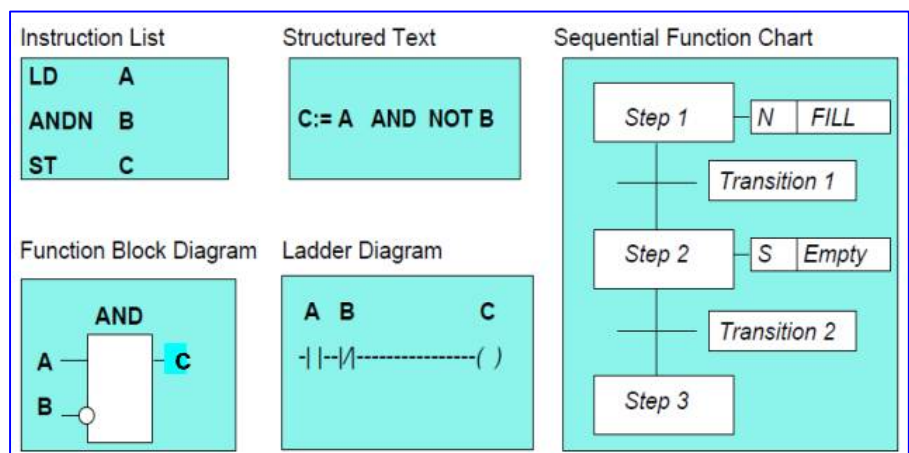 Instruction List
LD A
ANDN B
ST C
Structured Text
C:= A AND NOT B
Sequential Function Chart
Step 1 N FILL
Transition 1
Step 2 S Empty
Transition 2
Step 3
Function Block Diagram
AND
A C
B
Ladder Diagram
A B C
-| |--|/|----------------( )